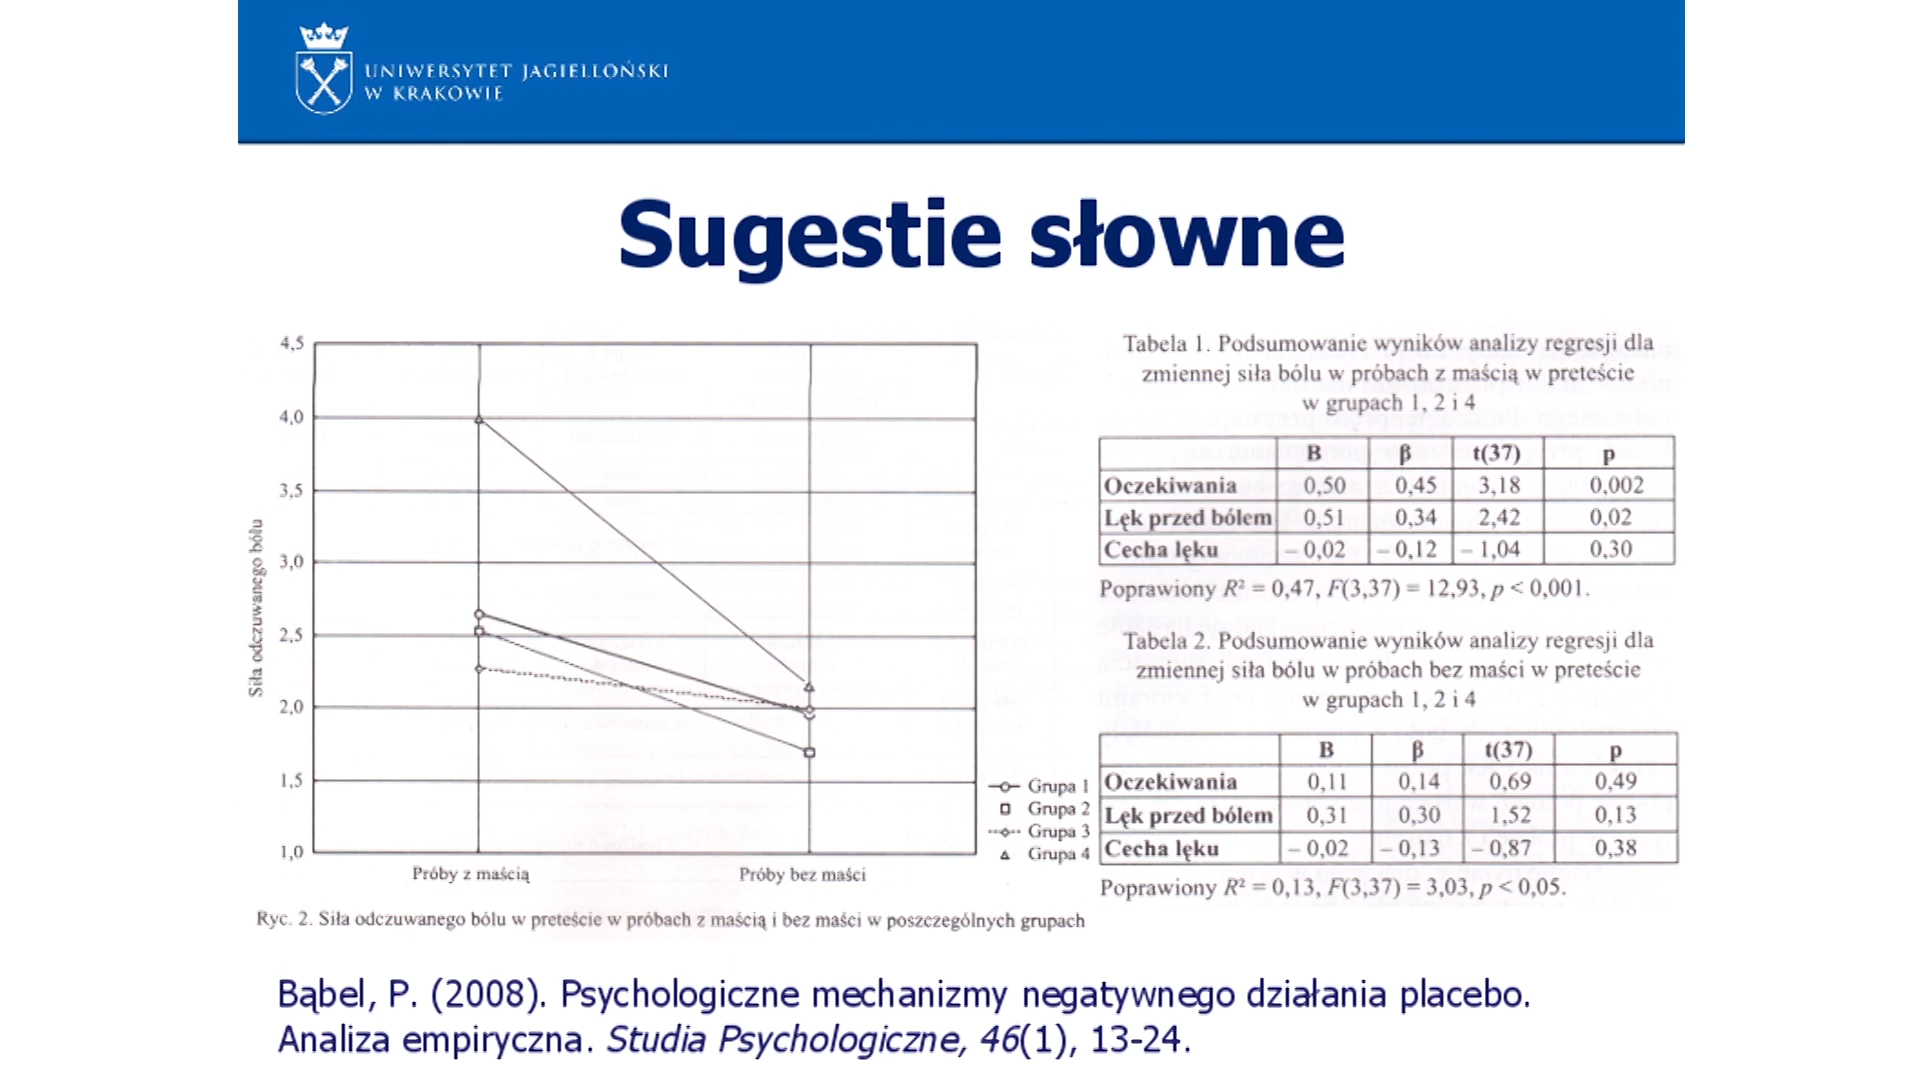 UNIWERSYTET JAGIELLOŃSKI
W KRAKOWIE
Sugestie słowne
4,5
4,0
3,5
3,0
2,5
2,0
1,5
1,0
Siła odczuwanego bólu
Próby z maścią
Próby bez maści
Grupa 1
Grupa 2
Grupa 3
Grupa 4
Ryc. 2. Siła odczuwanego bólu w preteście w próbach z maścią i bez maści w poszczególnych grupach
Tabela 1. Podsumowanie wyników analizy regresji dla
zmiennej siła bólu w próbach z maścią w preteście
w grupach 1, 2 i 4
B β t(37) p
Oczekiwania 0,50 0,45 3,18 0,002
Lęk przed bólem 0,51 0,34 2,42 0,02
Cecha lęku – 0,02 – 0,12 – 1,04 0,30
Poprawiony R² = 0,47, F(3,37) = 12,93, p < 0,001.
Tabela 2. Podsumowanie wyników analizy regresji dla
zmiennej siła bólu w próbach bez maści w preteście
w grupach 1, 2 i 4
B β t(37) p
Oczekiwania 0,11 0,14 0,69 0,49
Lęk przed bólem 0,31 0,30 1,52 0,13
Cecha lęku – 0,02 – 0,13 – 0,87 0,38
Poprawiony R² = 0,13, F(3,37) = 3,03, p < 0,05.
Bąbel, P. (2008). Psychologiczne mechanizmy negatywnego działania placebo.
Analiza empiryczna. Studia Psychologiczne, 46(1), 13-24.